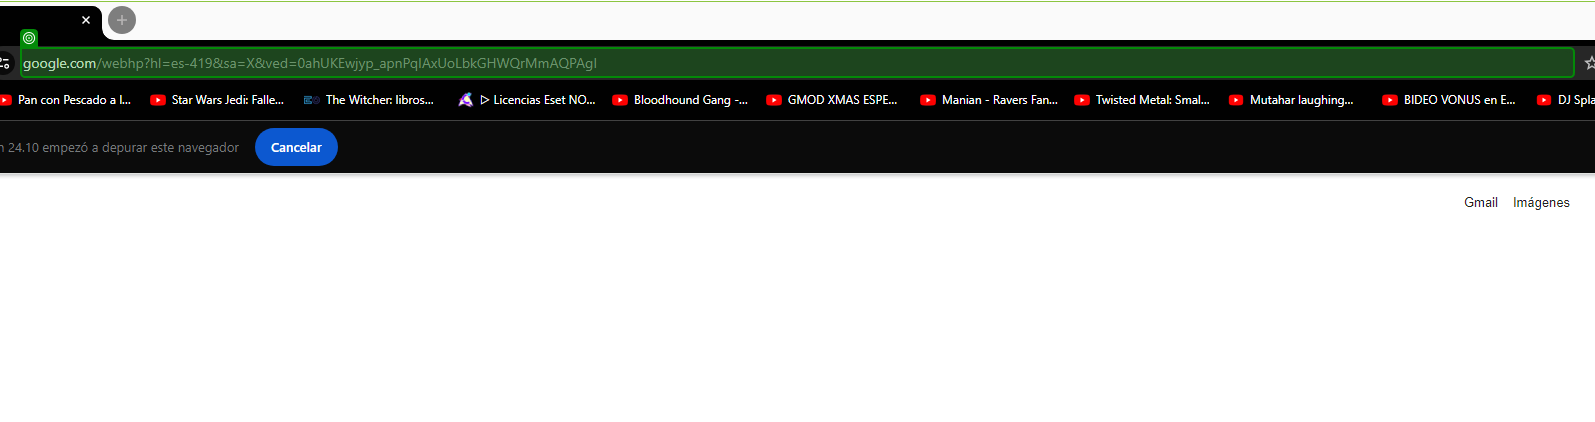 google.com/webhp?hl=es-419&sa=X&ved=0ahUKEwjyp_apnPqIAxUoLbkGHWQrMmAQPAgI
Pan con Pescado a l... Star Wars Jedi: Falle... The Witcher: libros... ▷ Licencias Eset NO... Bloodhound Gang -... GMOD XMAS ESPE... Manian - Ravers Fan... Twisted Metal: Smal... Mutahar laughing... BIDEO VONUS en E... DJ Spla
24.10 empezó a depurar este navegador Cancelar
Gmail Imágenes